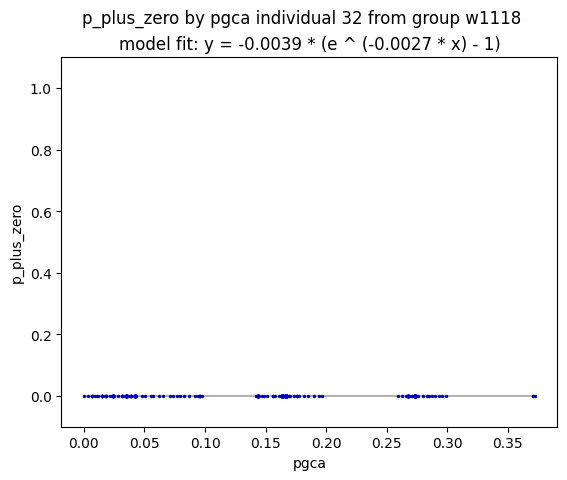 p_plus_zero by pgca individual 32 from group w1118
model fit: y = -0.0039 * (e ^ (-0.0027 * x) - 1)
1.0
0.8
0.6
0.4
0.2
0.0
p_plus_zero
0.00 0.05 0.10 0.15 0.20 0.25 0.30 0.35
pgca